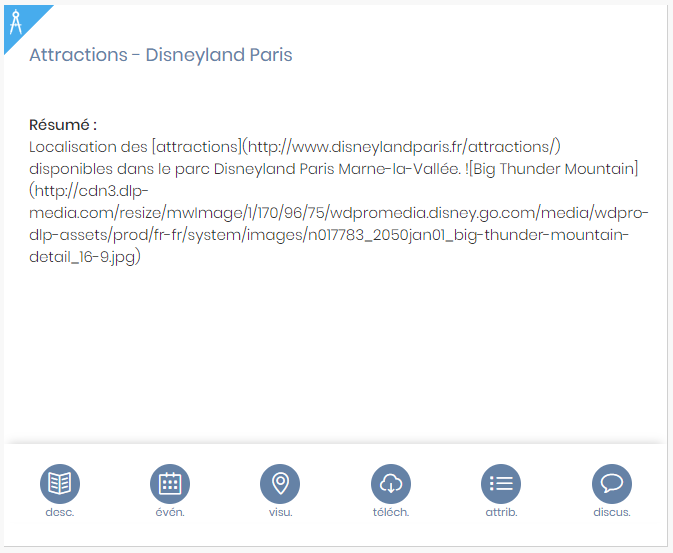 Attractions - Disneyland Paris
Résumé :
Localisation des [attractions](http://www.disneylandparis.fr/attractions/)
disponibles dans le parc Disneyland Paris Marne-la-Vallée. ![Big Thunder Mountain]
(http://cdn3.dlp-
media.com/resize/mwImage/1/170/96/75/wdpromedia.disney.go.com/media/wdpro-
dlp-assets/prod/fr-fr/system/images/n017783_2050jan01_big-thunder-mountain-
detail_16-9.jpg)
desc. évén. visu. téléch. attrib. discus.